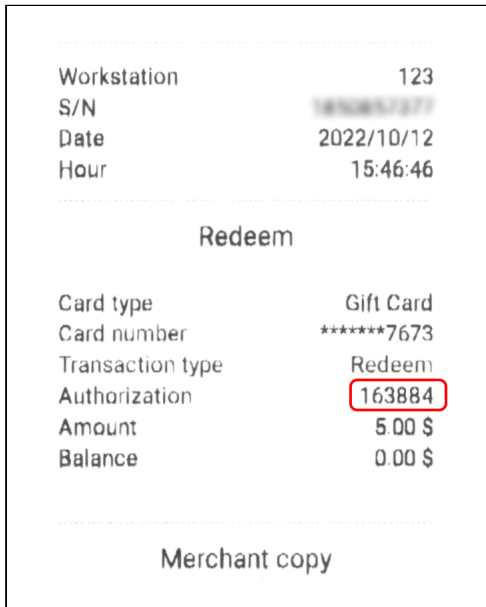 Workstation 123
S/N
Date 2022/10/12
Hour 15:46:46
Redeem
Card type Gift Card
Card number *******7673
Transaction type Redeem
Authorization 163884
Amount 5.00 $
Balance 0.00 $
Merchant copy